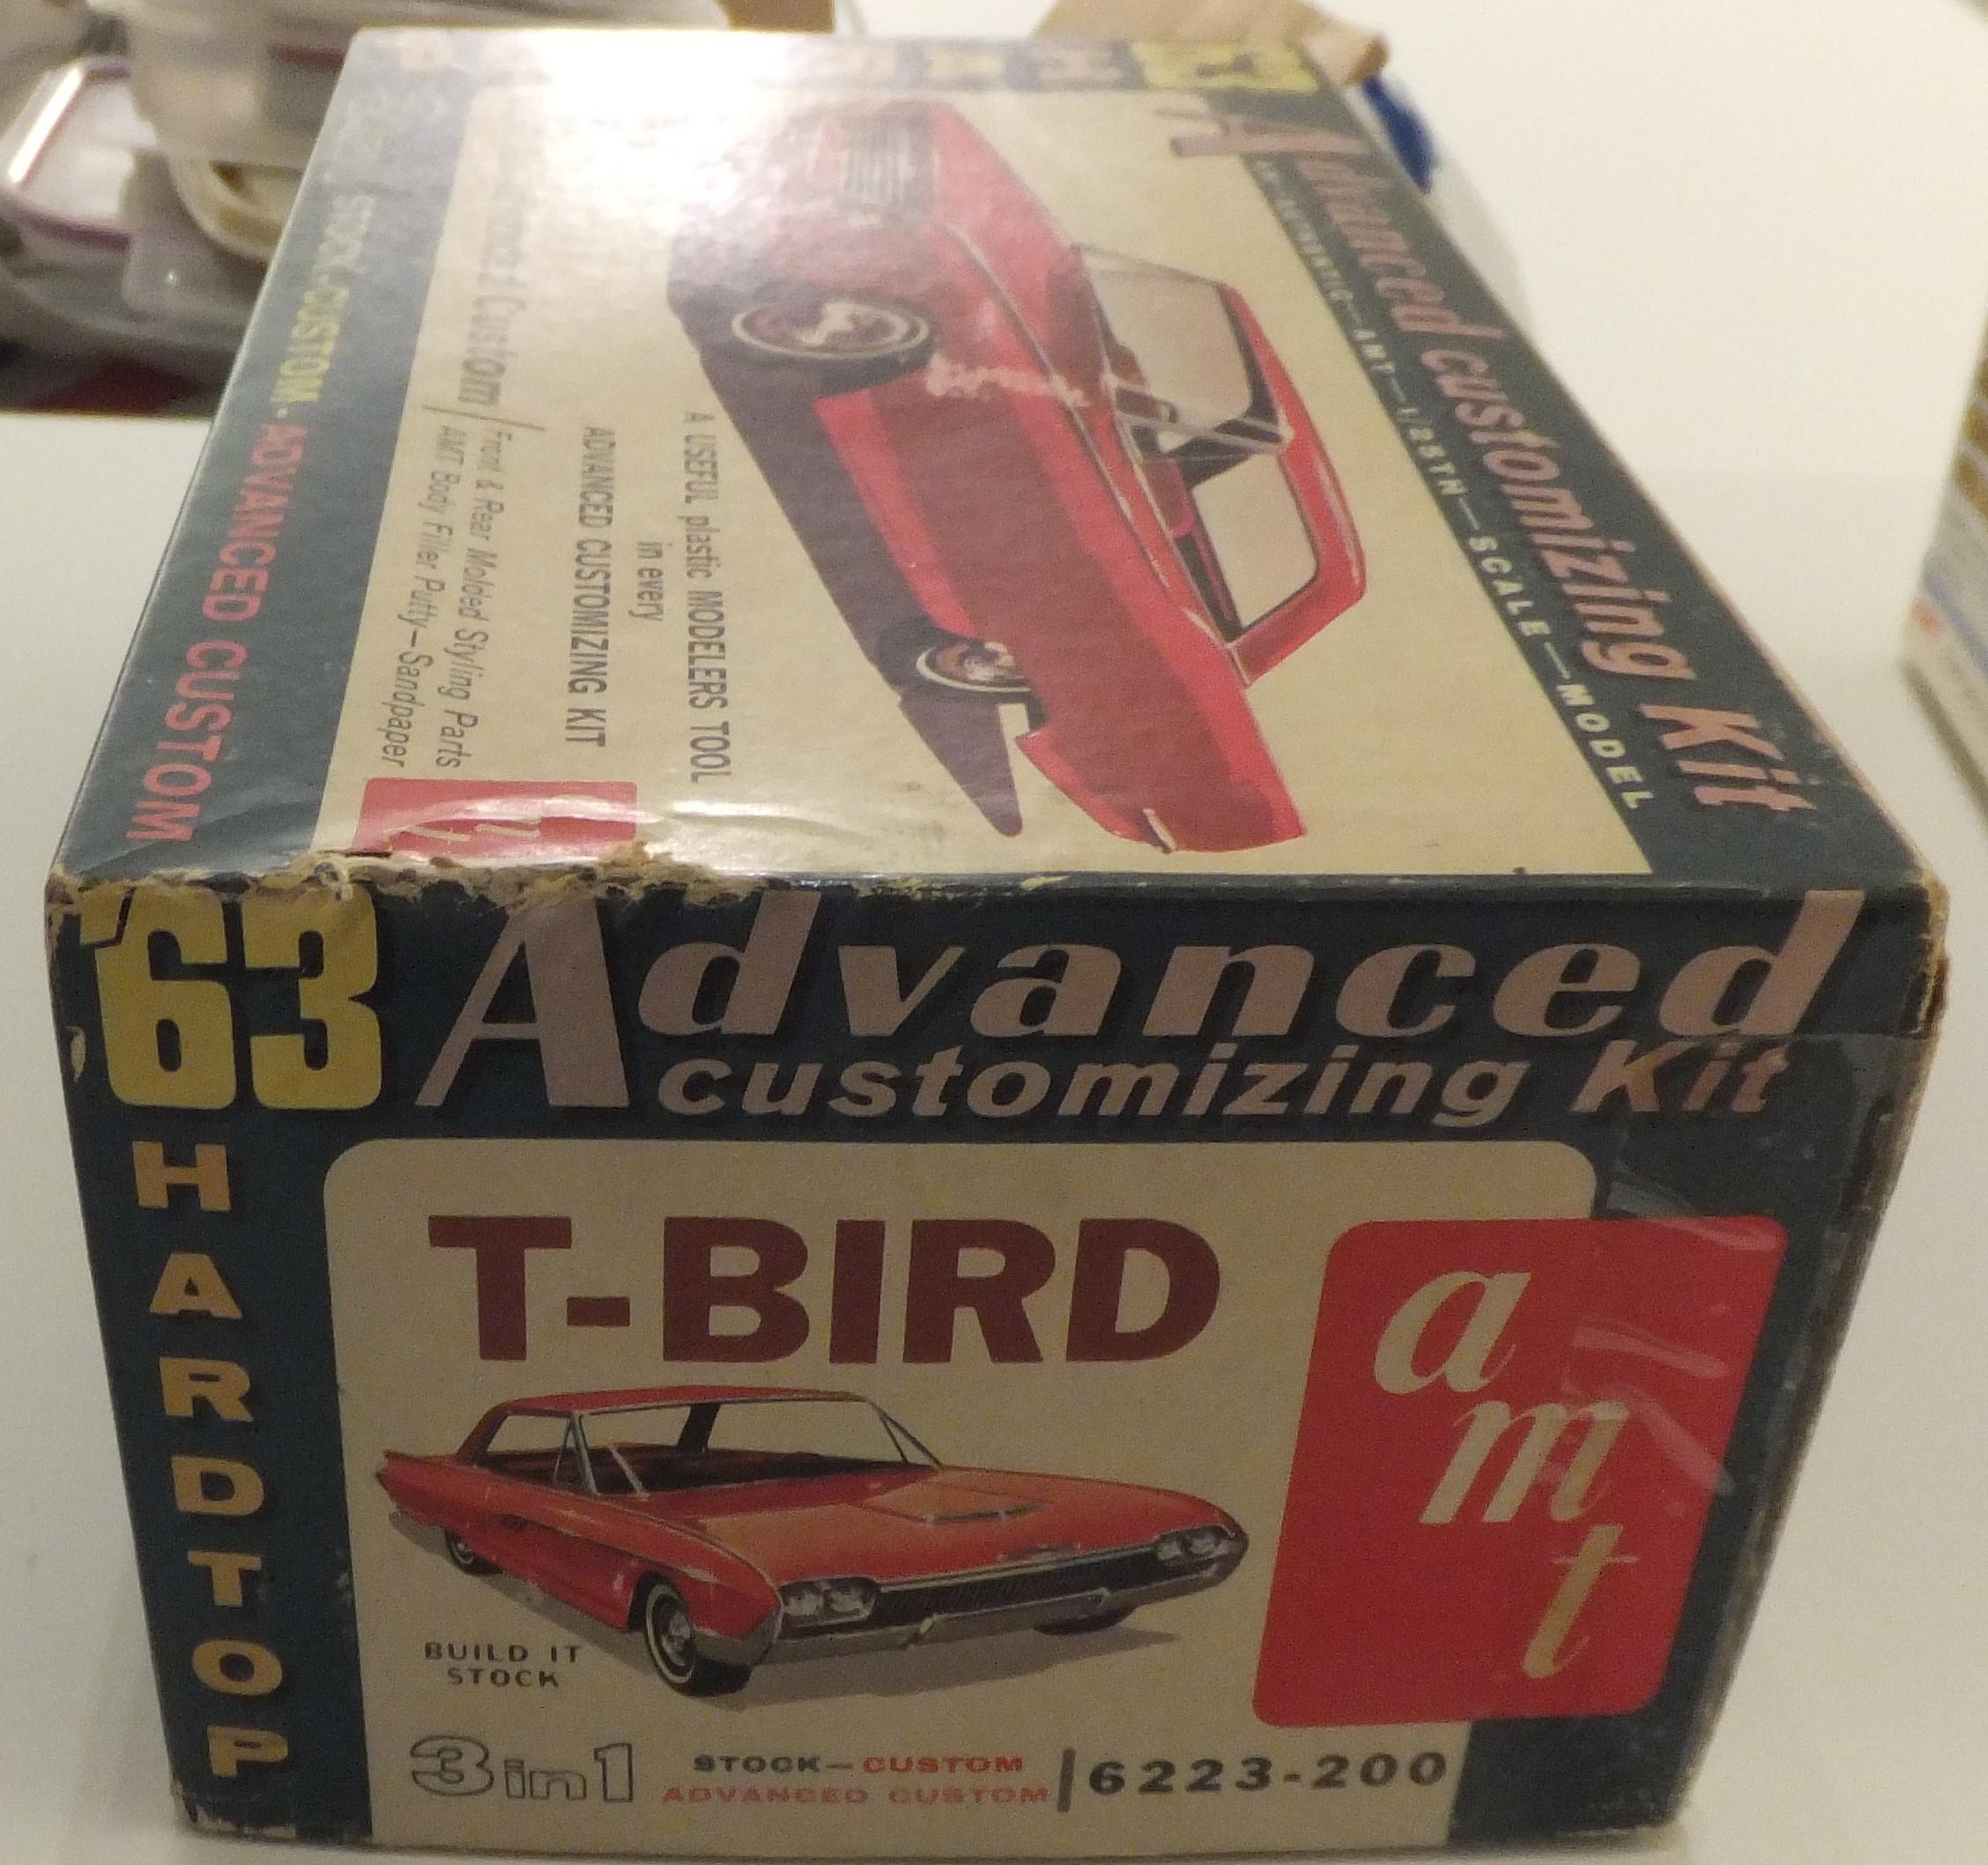 '63
HARDTOP
Advanced
customizing Kit
T-BIRD
amt
BUILD IT
STOCK
3 in 1
STOCK—CUSTOM
ADVANCED CUSTOM
6223-200
Advanced customizing Kit
AUTHENTIC—AMT—1/25TH—SCALE—MODEL
A USEFUL plastic MODELERS TOOL
in every
ADVANCED CUSTOMIZING KIT
Custom/
Front & Rear Molded Styling Parts
AMT Body Filler Putty—Sandpaper
STOCK-CUSTOM-ADVANCED CUSTOM